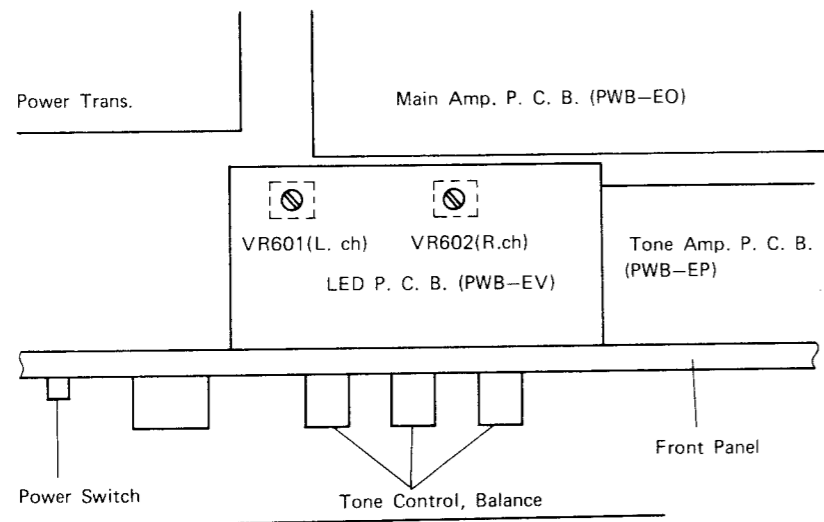 Power Trans.
Main Amp. P. C. B. (PWB–EO)
VR601(L. ch)
VR602(R.ch)
Tone Amp. P. C. B.
(PWB–EP)
LED P. C. B. (PWB–EV)
Front Panel
Power Switch
Tone Control, Balance